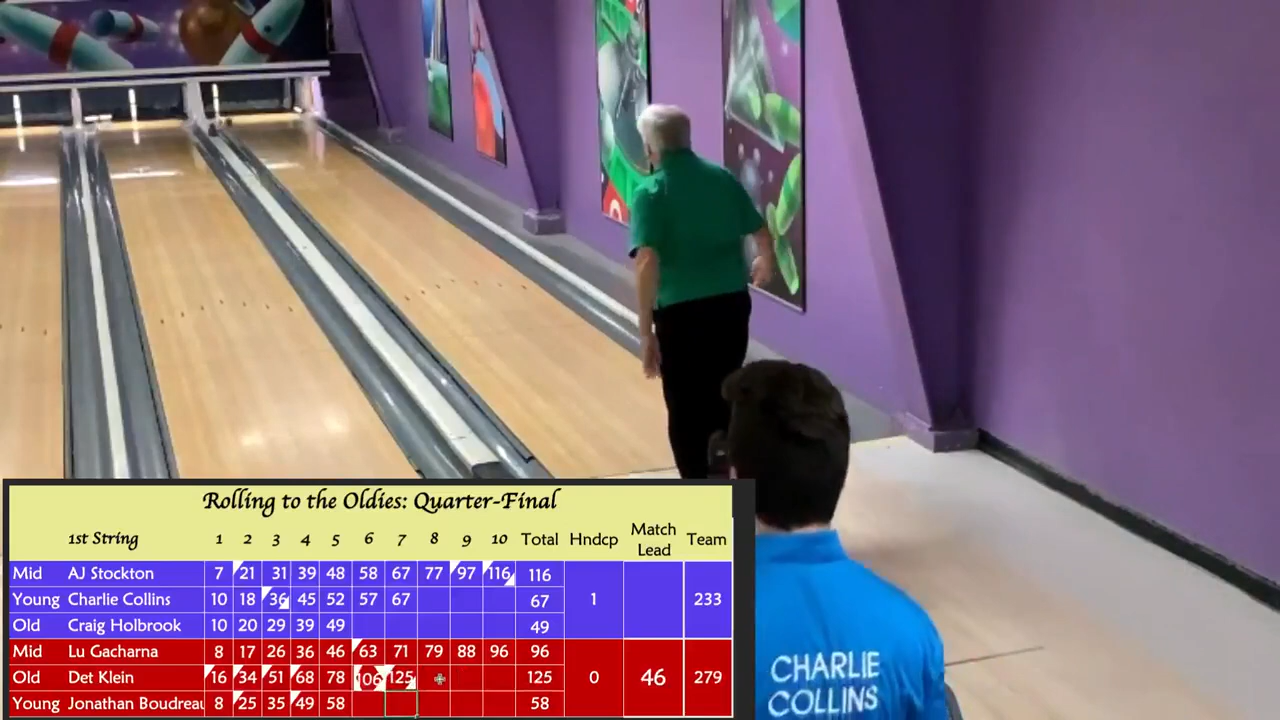 Rolling to the Oldies: Quarter-Final
1st String 1 2 3 4 5 6 7 8 9 10 Total Hndcp Match Lead Team
Mid AJ Stockton 7 21 31 39 48 58 67 77 97 116 116
Young Charlie Collins 10 18 36 45 52 57 67 67 1 233
Old Craig Holbrook 10 20 29 39 49 49
Mid Lu Gacharna 8 17 26 36 46 63 71 79 88 96 96
Old Det Klein 16 34 51 68 78 106 125 125 0 46 279
Young Jonathan Boudreau 8 25 35 49 58 58
CHARLIE
COLLINS